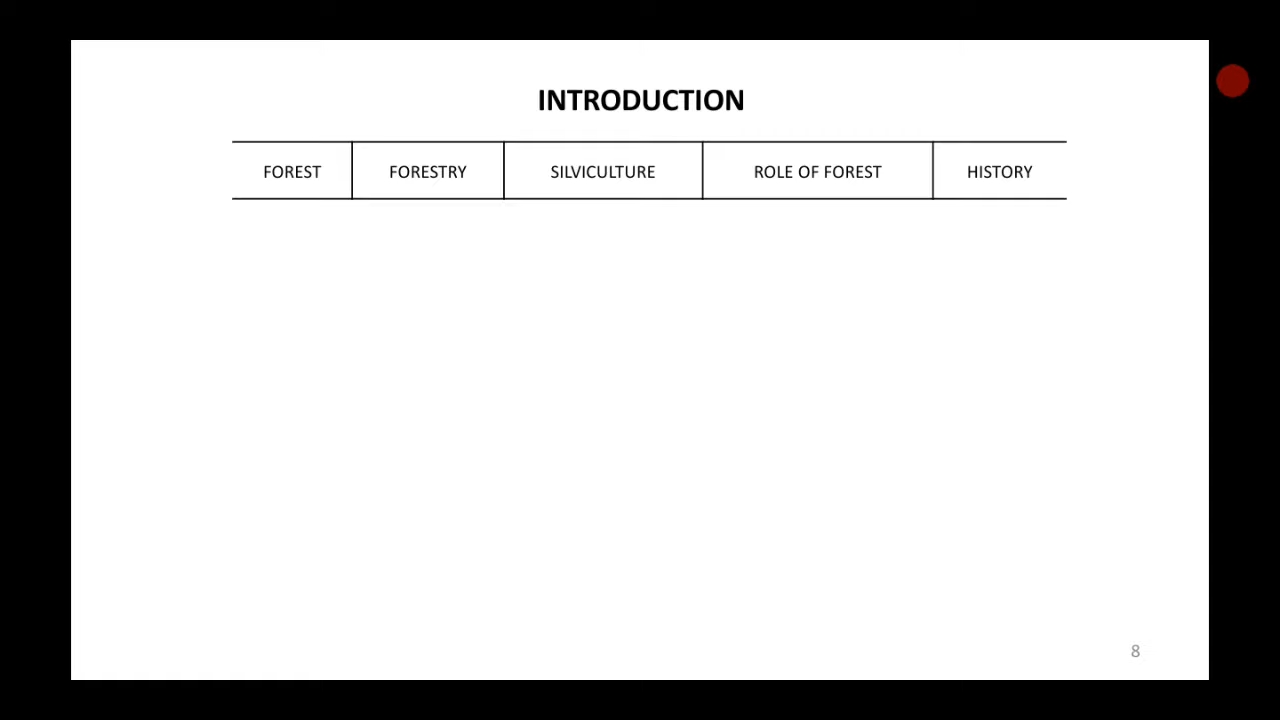 INTRODUCTION
FOREST FORESTRY SILVICULTURE ROLE OF FOREST HISTORY
8